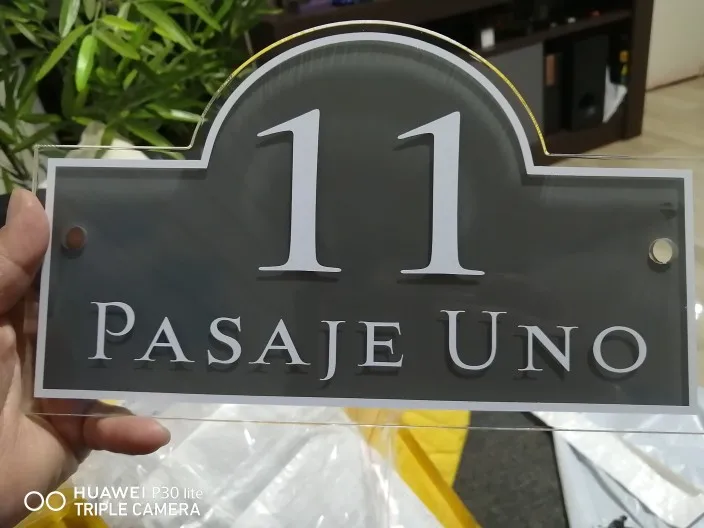 11
PASAJE UNO
HUAWEI P30 lite
TRIPLE CAMERA